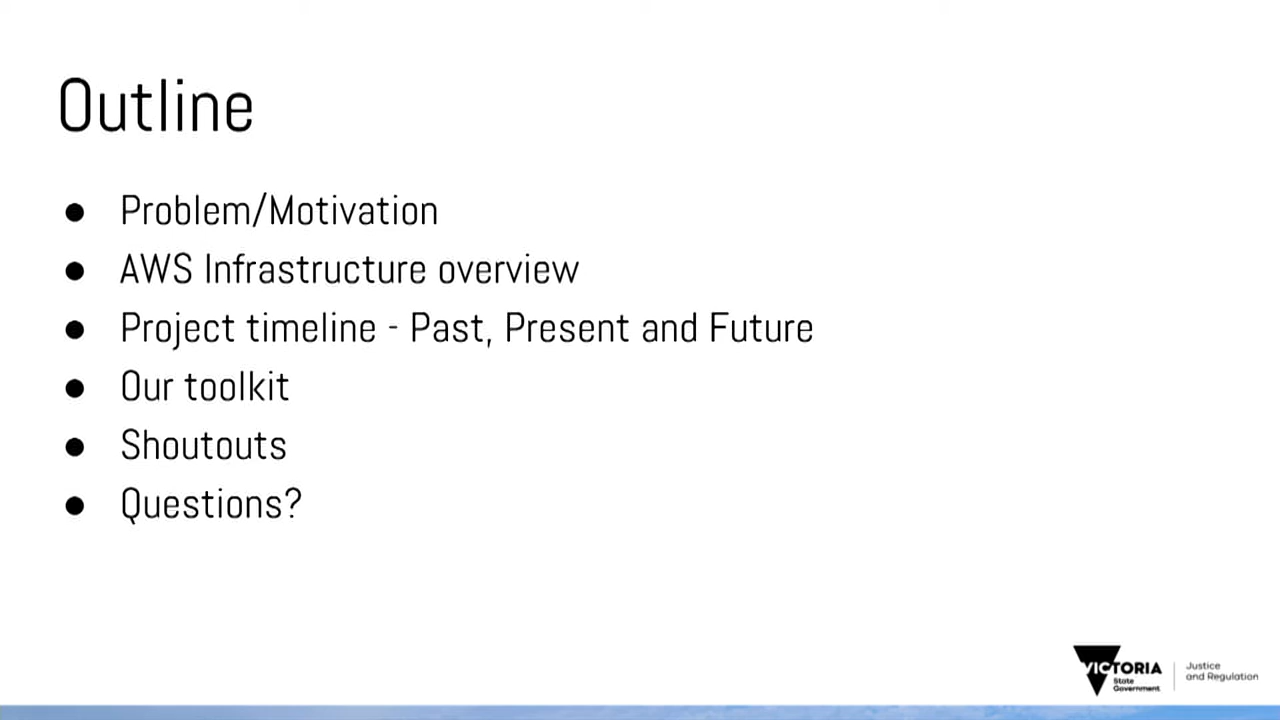 Outline
● Problem/Motivation
● AWS Infrastructure overview
● Project timeline - Past, Present and Future
● Our toolkit
● Shoutouts
● Questions?
VICTORIA
State
Government
Justice
and Regulation